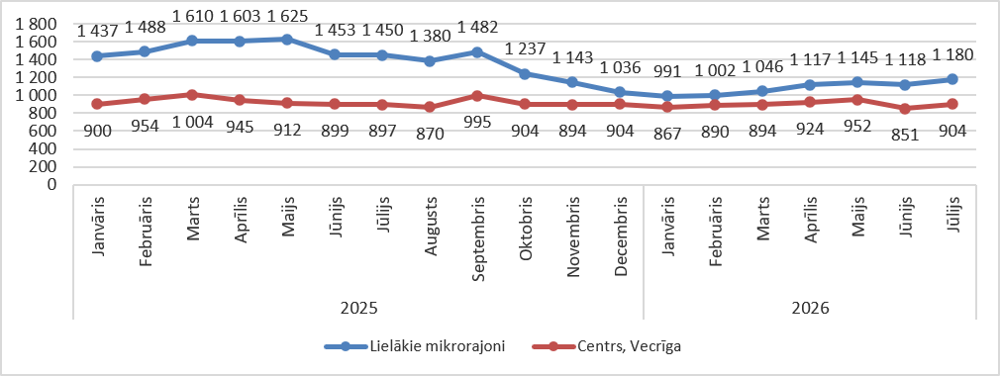 1 800
1 600
1 400
1 200
1 000
800
600
400
200
0
1 437 1 488 1 610 1 603 1 625 1 453 1 450 1 380 1 482 1 237 1 143 1 036 991 1 002 1 046 1 117 1 145 1 118 1 180
900 954 1 004 945 912 899 897 870 995 904 894 904 867 890 894 924 952 851 904
Janvāris Februāris Marts Aprīlis Maijs Jūnijs Jūlijs Augusts Septembris Oktobris Novembris Decembris Janvāris Februāris Marts Aprīlis Maijs Jūnijs Jūlijs
2025 2026
Lielākie mikrorajoni Centrs, Vecrīga